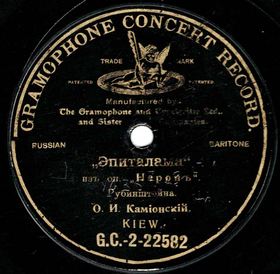 GRAMOPHONE CONCERT RECORD.
TRADE MARK
PATENTED PATENTED
Manufactured by
The Gramophone and
and Sister
RUSSIAN BARITONE
„Эпиталама"
изъ оп. „Неронъ".
Рубинштейна.
О. И. Камiонскiй.
KIEW.
G.C.-2-22582